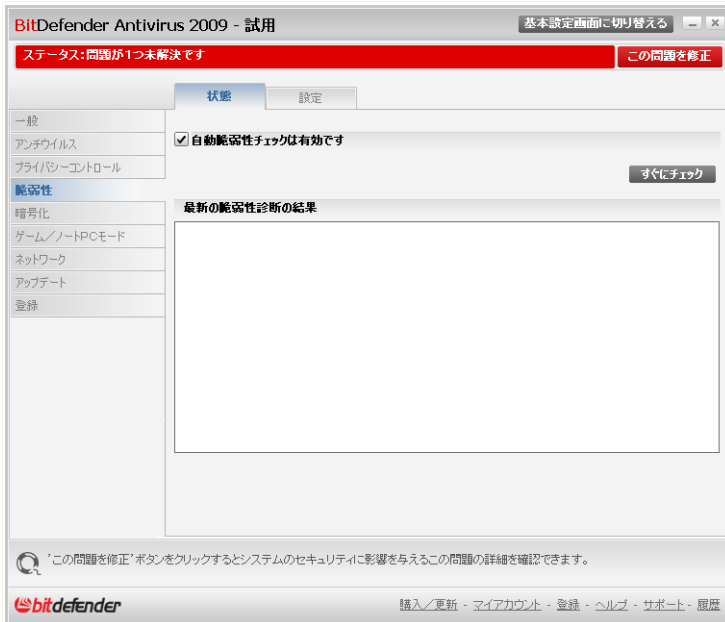 BitDefender Antivirus 2009 - 試用
基本設定画面に切り替える
ステータス:問題が1つ未解決です
この問題を修正
状態
設定
一般
アンチウイルス
プライバシーコントロール
脆弱性
暗号化
ゲーム/ノートPCモード
ネットワーク
アップデート
登録
自動脆弱性チェックは有効です
すぐにチェック
最新の脆弱性診断の結果
'この問題を修正'ボタンをクリックするとシステムのセキュリティに影響を与えるこの問題の詳細を確認できます。
bitdefender
購入/更新 - マイアカウント - 登録 - ヘルプ - サポート - 履歴